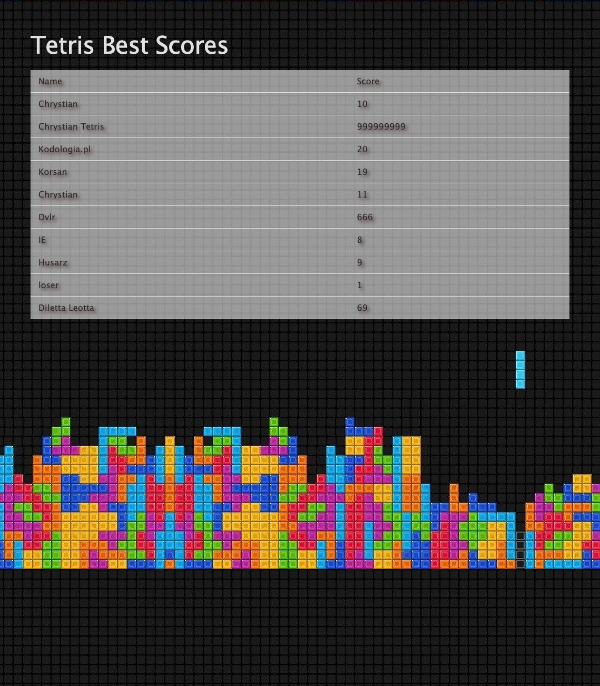 Tetris Best Scores
Name Score
Chrystian 10
Chrystian Tetris 999999999
Kodologia.pl 20
Korsan 19
Chrystian 11
Dvlr 666
IE 8
Husarz 9
loser 1
Diletta Leotta 69